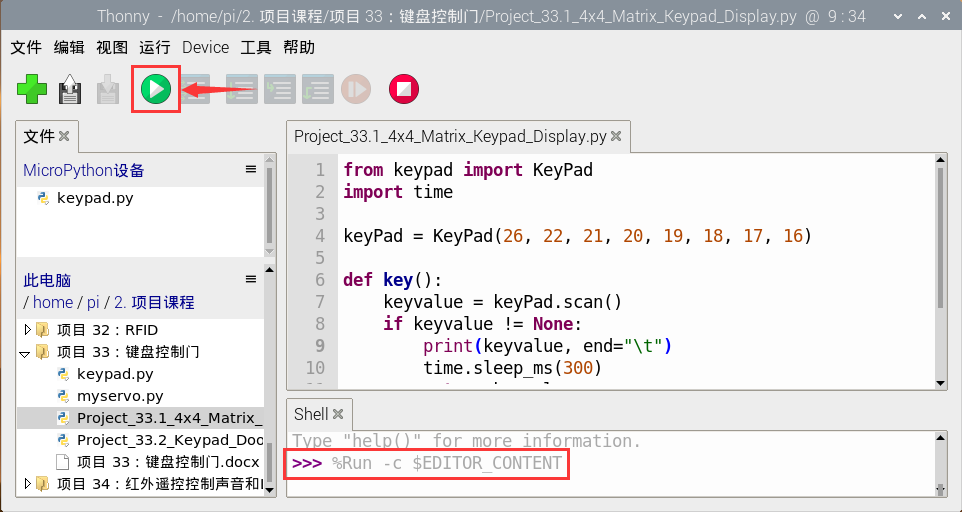 Thonny - /home/pi/2. 项目课程/项目 33：键盘控制门/Project_33.1_4x4_Matrix_Keypad_Display.py @ 9 : 34
文件 编辑 视图 运行 Device 工具 帮助
文件
MicroPython设备
keypad.py
此电脑
/ home / pi / 2. 项目课程
项目 32：RFID
项目 33：键盘控制门
keypad.py
myservo.py
Project_33.1_4x4_Matrix_
Project_33.2_Keypad_Doo
项目 33：键盘控制门.docx
项目 34：红外遥控控制声音和
Project_33.1_4x4_Matrix_Keypad_Display.py
1 from keypad import KeyPad
2 import time
3
4 keyPad = KeyPad(26, 22, 21, 20, 19, 18, 17, 16)
5
6 def key():
7 keyvalue = keyPad.scan()
8 if keyvalue != None:
9 print(keyvalue, end="\t")
10 time.sleep_ms(300)
Shell
Type "help()" for more information.
>>> %Run -c $EDITOR_CONTENT